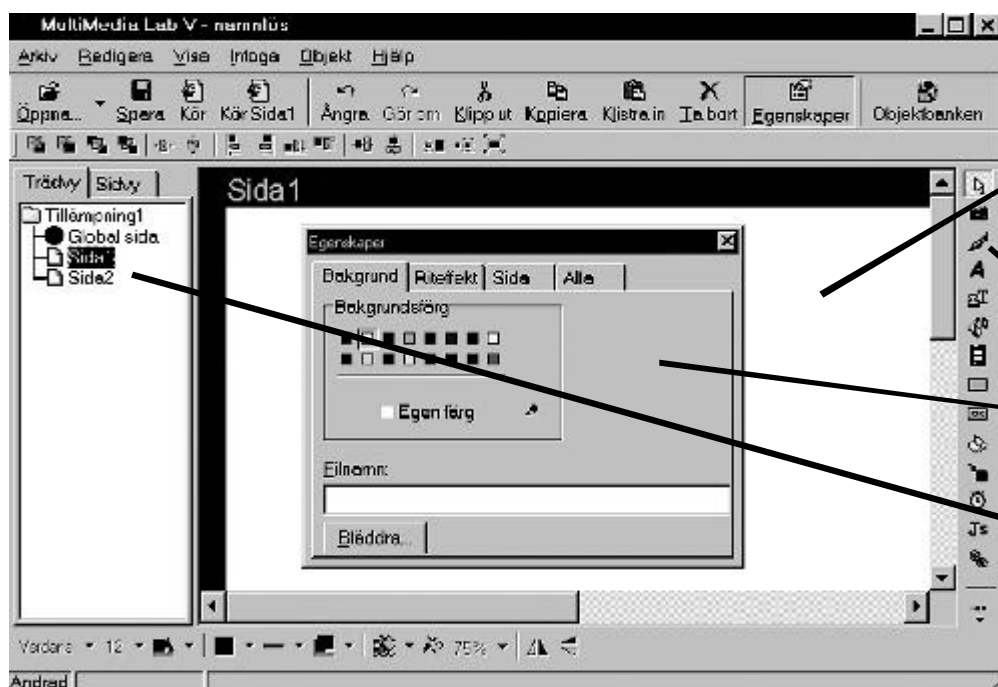 MultiMedia Lab V - namnlös
Arkiv Redigera Visa Infoga Objekt Hjälp
Öppna... Spara Kör Kör Sida1 Ångra Gör om Klipp ut Kopiera Klistra in Ta bort Egenskaper Objektbanken
Trädvy Sidvy
Sida1
Tillämpning1
Global sida
Sida1
Sida2
Egenskaper
Bakgrund Riteffekt Sida Alla
Bakgrundsfärg
Egen färg
Filnamn:
Bläddra...
Js
Verdana 12 75%
Ändrad